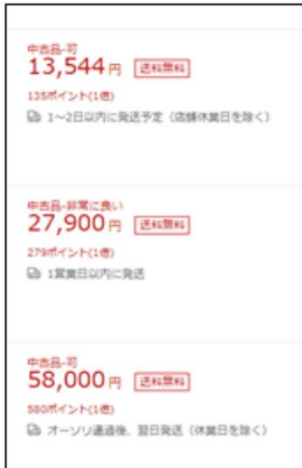 中古品-可
13,544円 送料無料
135ポイント(1倍)
1~2日以内に発送予定（店舗休業日を除く）
中古品-非常に良い
27,900円 送料無料
279ポイント(1倍)
1営業日以内に発送
中古品-可
58,000円 送料無料
580ポイント(1倍)
オーソリ通過後、翌日発送（休業日を除く）